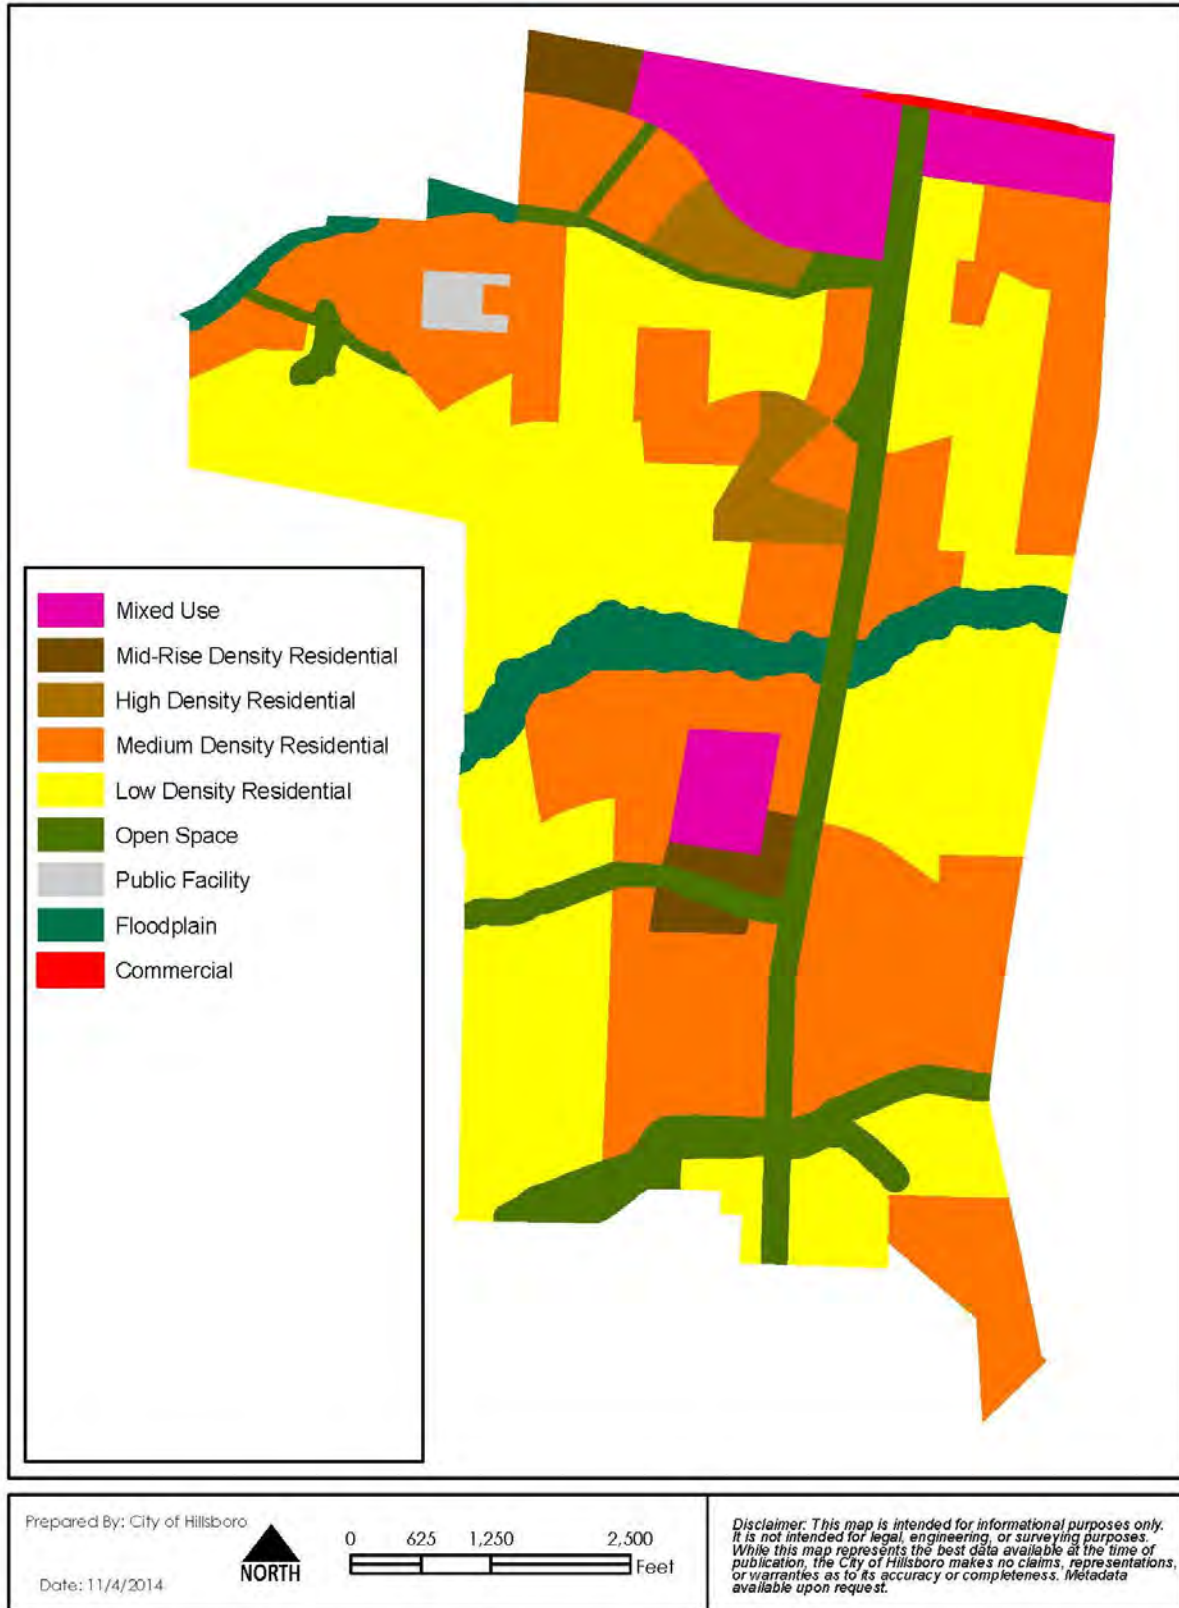 Mixed Use
Mid-Rise Density Residential
High Density Residential
Medium Density Residential
Low Density Residential
Open Space
Public Facility
Floodplain
Commercial
Prepared By: City of Hillsboro
Date: 11/4/2014
NORTH
0 625 1,250 2,500
Feet
Disclaimer: This map is intended for informational purposes only.
It is not intended for legal, engineering, or surveying purposes.
While this map represents the best data available at the time of
publication, the City of Hillsboro makes no claims, representations,
or warranties as to its accuracy or completeness. Metadata
available upon request.